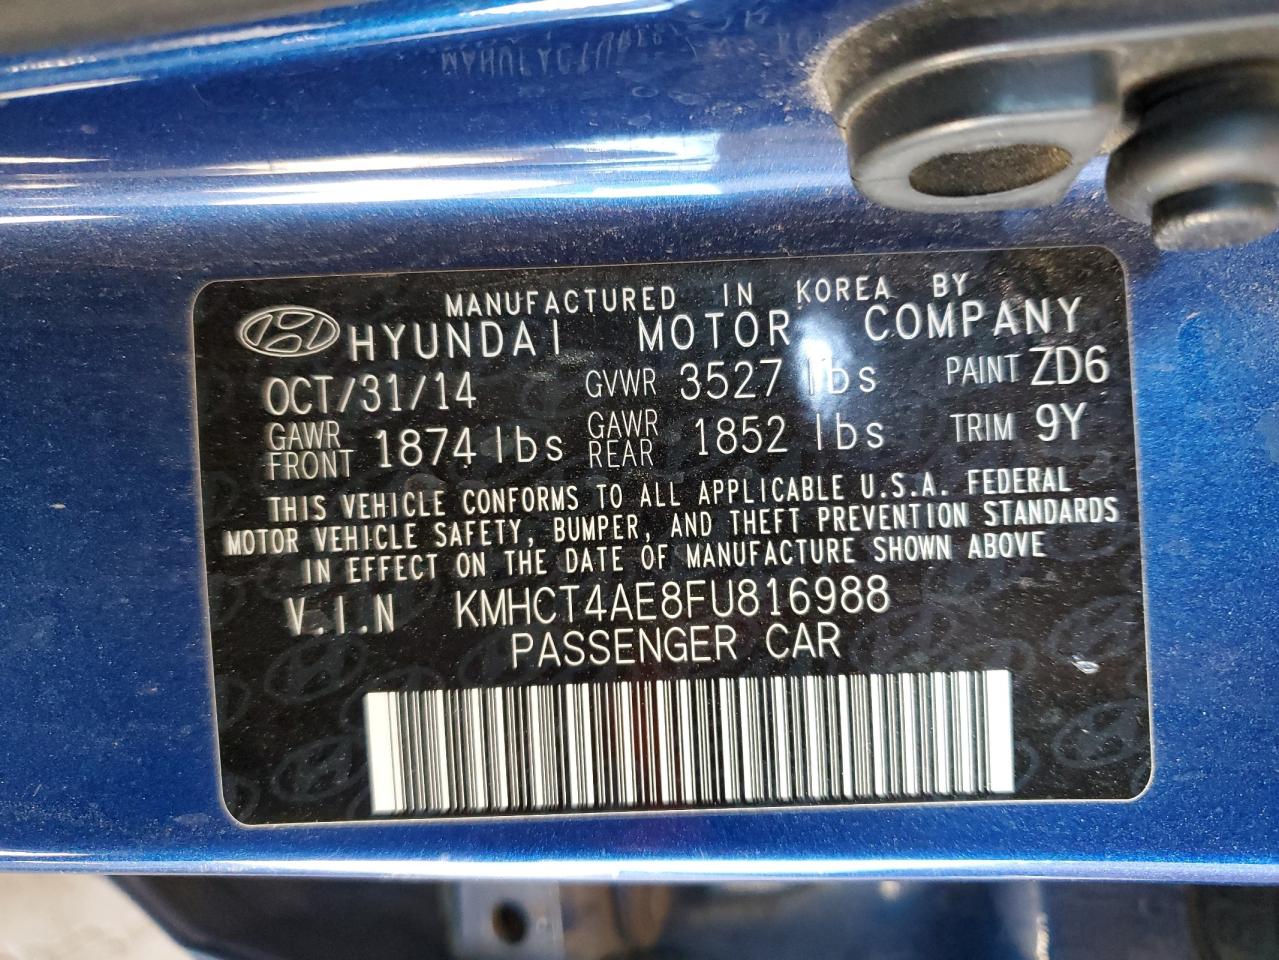 MANUFACTURED IN KOREA BY
HYUNDAI MOTOR COMPANY
OCT/31/14 GVWR 3527 lbs PAINT ZD6
GAWR FRONT 1874 lbs GAWR REAR 1852 lbs TRIM 9Y
THIS VEHICLE CONFORMS TO ALL APPLICABLE U.S.A. FEDERAL
MOTOR VEHICLE SAFETY, BUMPER, AND THEFT PREVENTION STANDARDS
IN EFFECT ON THE DATE OF MANUFACTURE SHOWN ABOVE
V.I.N KMHCT4AE8FU816988
PASSENGER CAR